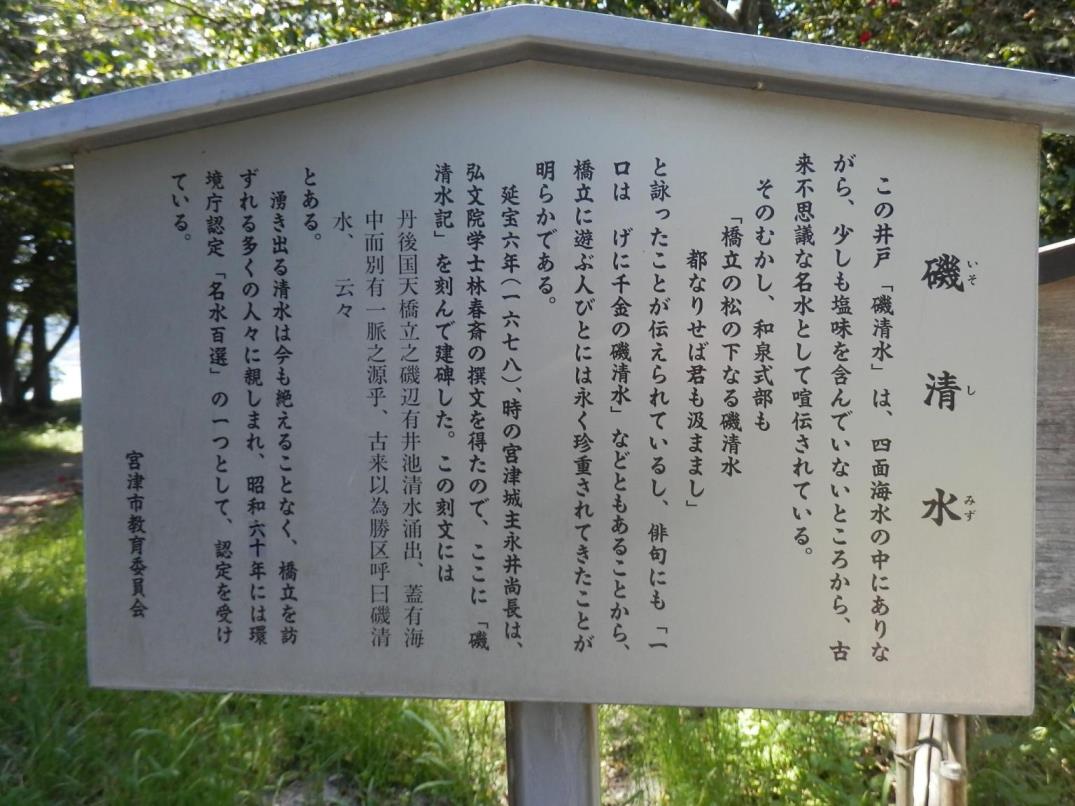 磯清水
いそしみず
この井戸「磯清水」は、四面海水の中にありな
がら、少しも塩味を含んでいないところから、古
来不思議な名水として喧伝されている。
そのむかし、和泉式部も
「橋立の松の下なる磯清水
都なりせば君も汲ままし」
と詠ったことが伝えられているし、俳句にも「一
口は　げに千金の磯清水」などともあることから、
橋立に遊ぶ人びとには永く珍重されてきたことが
明らかである。
延宝六年（一六七八）、時の宮津城主永井尚長は、
弘文院学士林春斎の撰文を得たので、ここに「磯
清水記」を刻んで建碑した。この刻文には
丹後国天橋立之磯辺有井池清水涌出、蓋有海
中而別有一脈之源乎、古来以為勝区呼曰磯清
水、　云々
とある。
湧き出る清水は今も絶えることなく、橋立を訪
ずれる多くの人々に親しまれ、昭和六十年には環
境庁認定「名水百選」の一つとして、認定を受け
ている。
宮津市教育委員会